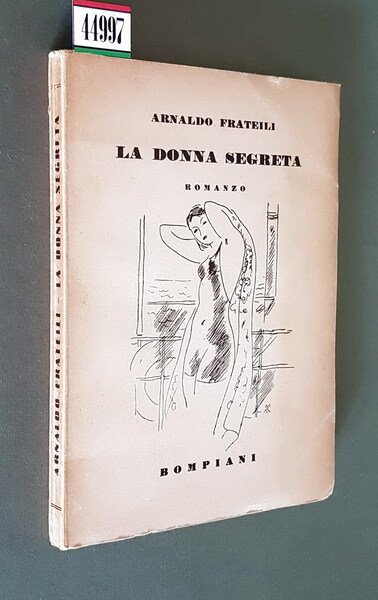 44997
ARNALDO FRATEILI
LA DONNA SEGRETA
ROMANZO
BOMPIANI
ARNALDO FRATEILI - LA DONNA SEGRETA